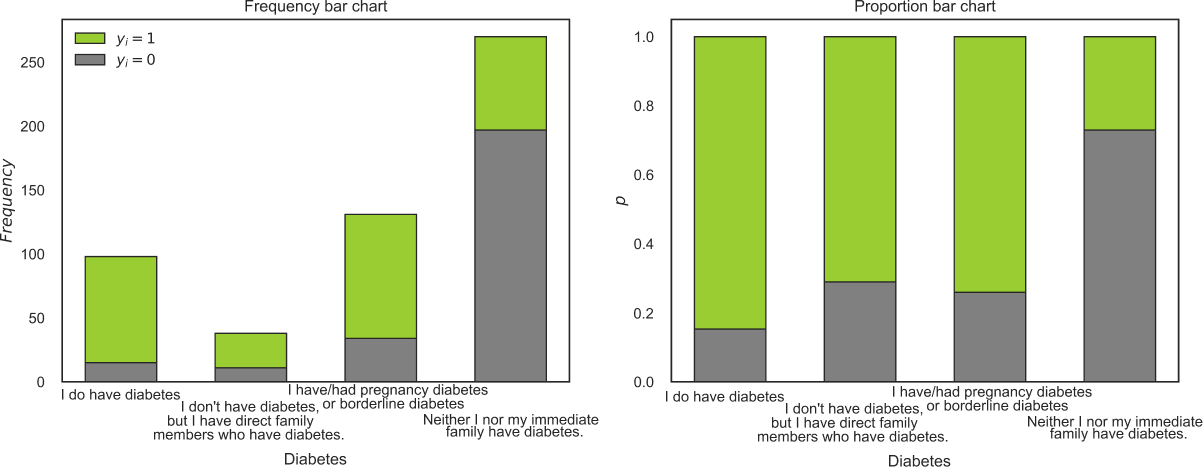 Frequency bar chart
yᵢ = 1
yᵢ = 0
250
200
150
100
50
0
Frequency
I do have diabetes
I don't have diabetes,
but I have direct family
members who have diabetes.
I have/had pregnancy diabetes
or borderline diabetes
Neither I nor my immediate
family have diabetes.
Diabetes
Proportion bar chart
1.0
0.8
0.6
0.4
0.2
0.0
p
I do have diabetes
I don't have diabetes,
but I have direct family
members who have diabetes.
I have/had pregnancy diabetes
or borderline diabetes
Neither I nor my immediate
family have diabetes.
Diabetes